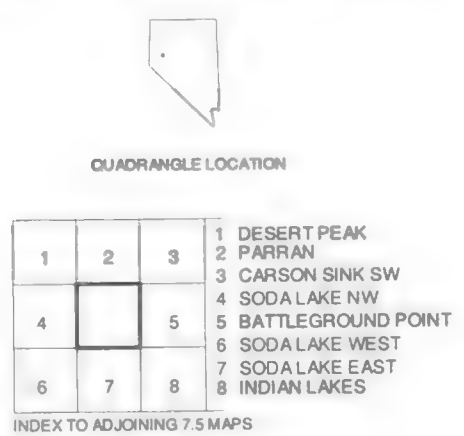 QUADRANGLE LOCATION
1 2 3
4 5
6 7 8
1 DESERT PEAK
2 PARRAN
3 CARSON SINK SW
4 SODA LAKE NW
5 BATTLEGROUND POINT
6 SODA LAKE WEST
7 SODA LAKE EAST
8 INDIAN LAKES
INDEX TO ADJOINING 7.5 MAPS